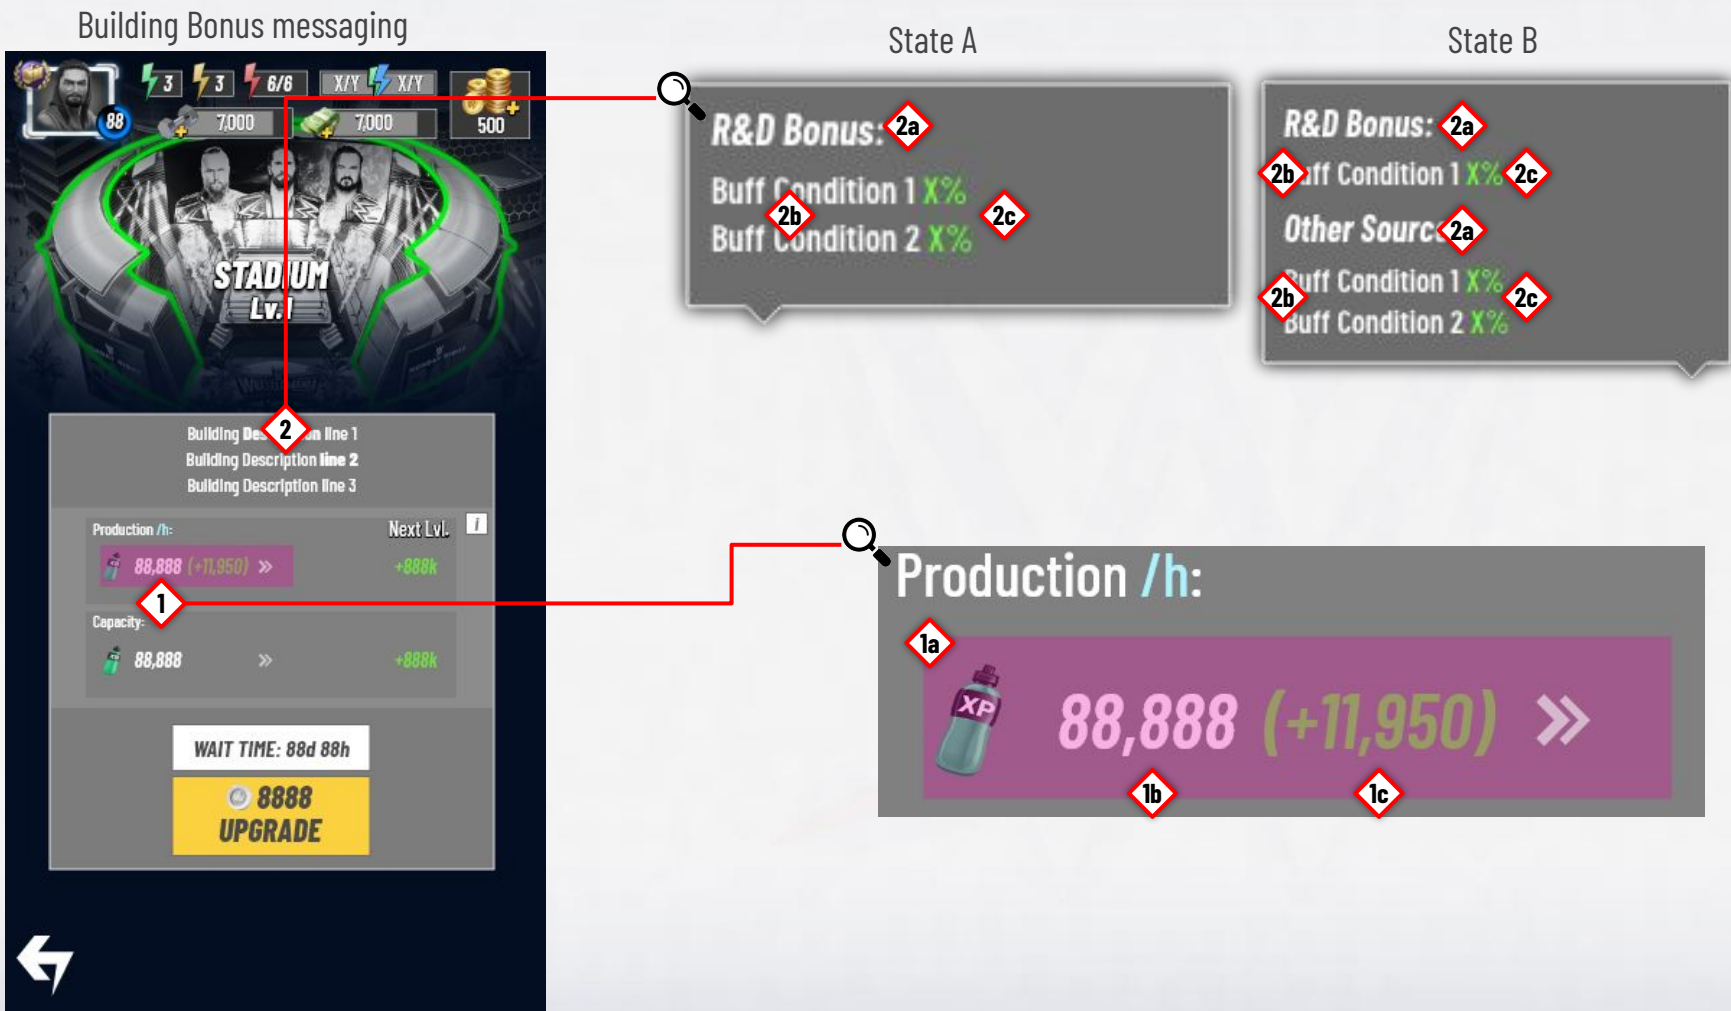 Building Bonus messaging
State A
State B
3
3
6/6
X/Y
X/Y
88
7,000
7,000
500
STADIUM
Lv.1
2
Building Description line 1
Building Description line 2
Building Description line 3
Production /h:
Next Lvl.
i
88,888 (+11,950) »
+888k
1
Capacity:
88,888 »
+888k
WAIT TIME: 88d 88h
8888
UPGRADE
R&D Bonus: 2a
Buff Condition 1 X%
2b
2c
Buff Condition 2 X%
R&D Bonus: 2a
2b Buff Condition 1 X% 2c
Other Source 2a
Buff Condition 1 X%
2b
2c
Buff Condition 2 X%
Production /h:
1a
XP
88,888 (+11,950) »
1b
1c